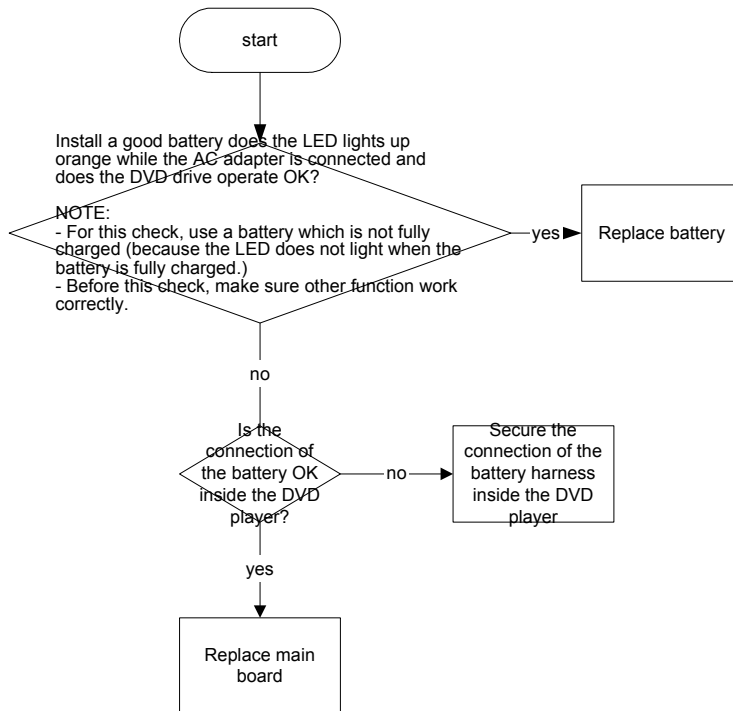 start
Install a good battery does the LED lights up
orange while the AC adapter is connected and
does the DVD drive operate OK?
NOTE:
- For this check, use a battery which is not fully
charged (because the LED does not light when the
battery is fully charged.)
- Before this check, make sure other function work
correctly.
yes
Replace battery
no
Is the
connection of
the battery OK
inside the DVD
player?
no
Secure the
connection of the
battery harness
inside the DVD
player
yes
Replace main
board